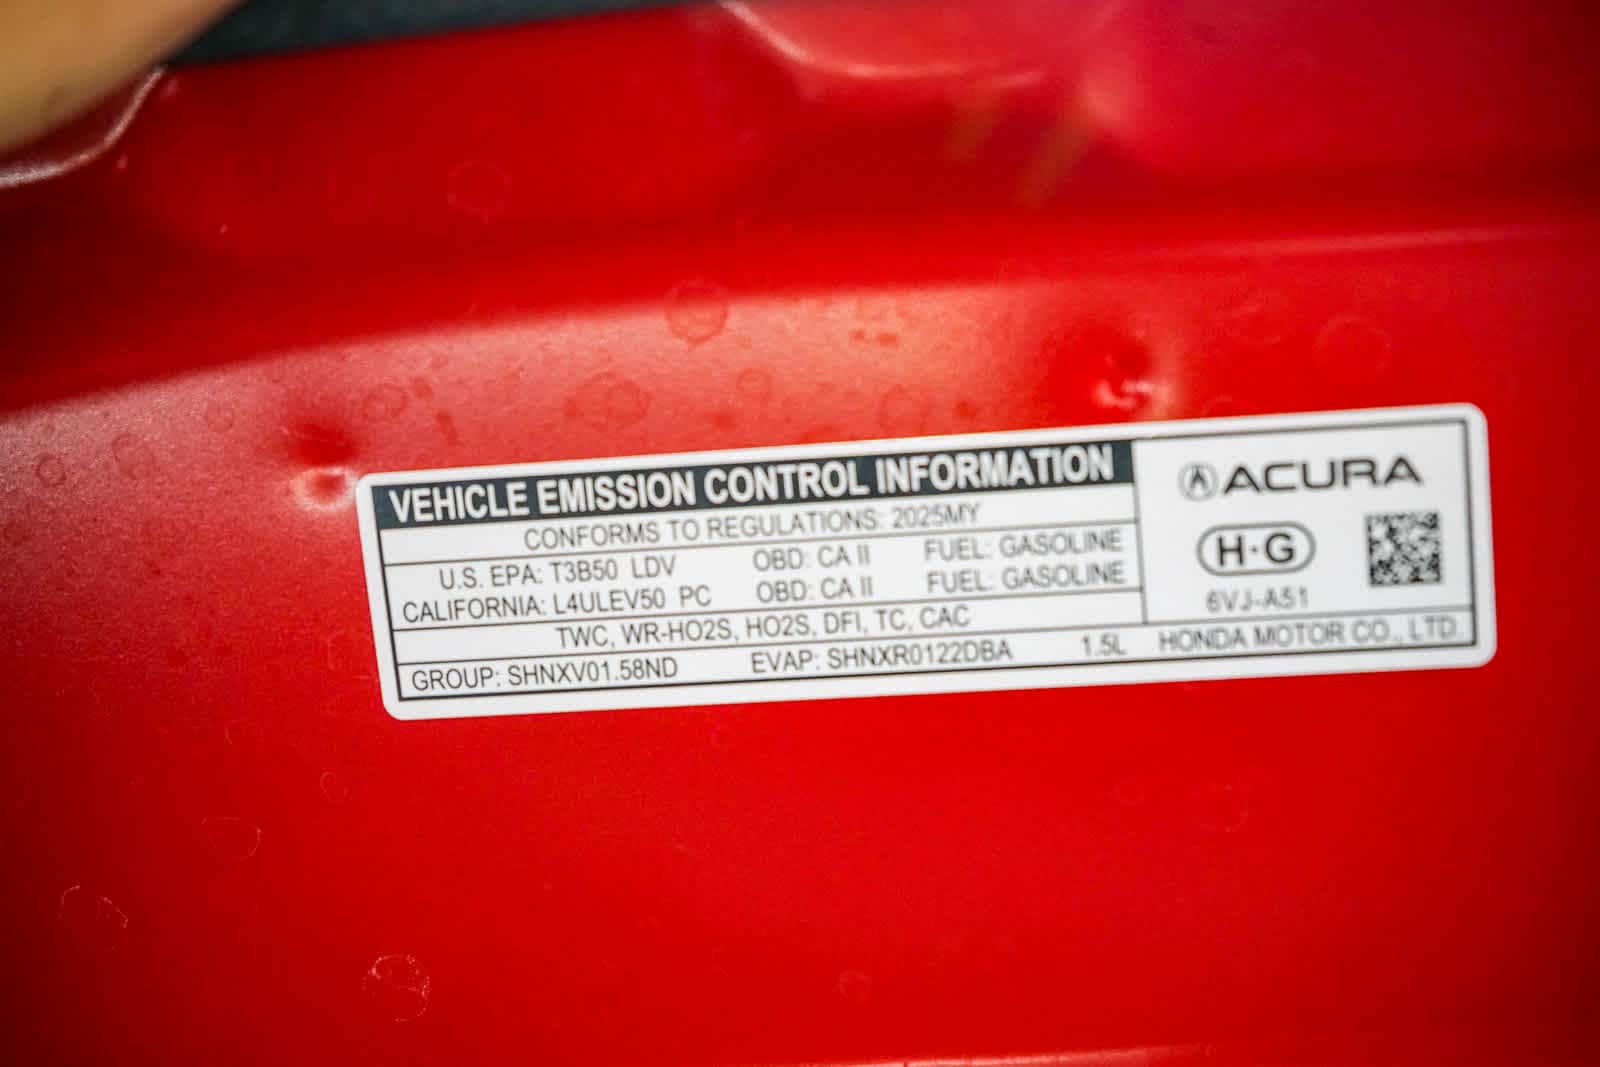 VEHICLE EMISSION CONTROL INFORMATION
CONFORMS TO REGULATIONS: 2025MY
U.S. EPA: T3B50 LDV OBD: CA II FUEL: GASOLINE
CALIFORNIA: L4ULEV50 PC OBD: CA II FUEL: GASOLINE
TWC, WR-HO2S, HO2S, DFI, TC, CAC
GROUP: SHNXV01.58ND EVAP: SHNXR0122DBA 1.5L HONDA MOTOR CO., LTD.
ACURA
H·G
6VJ-A51